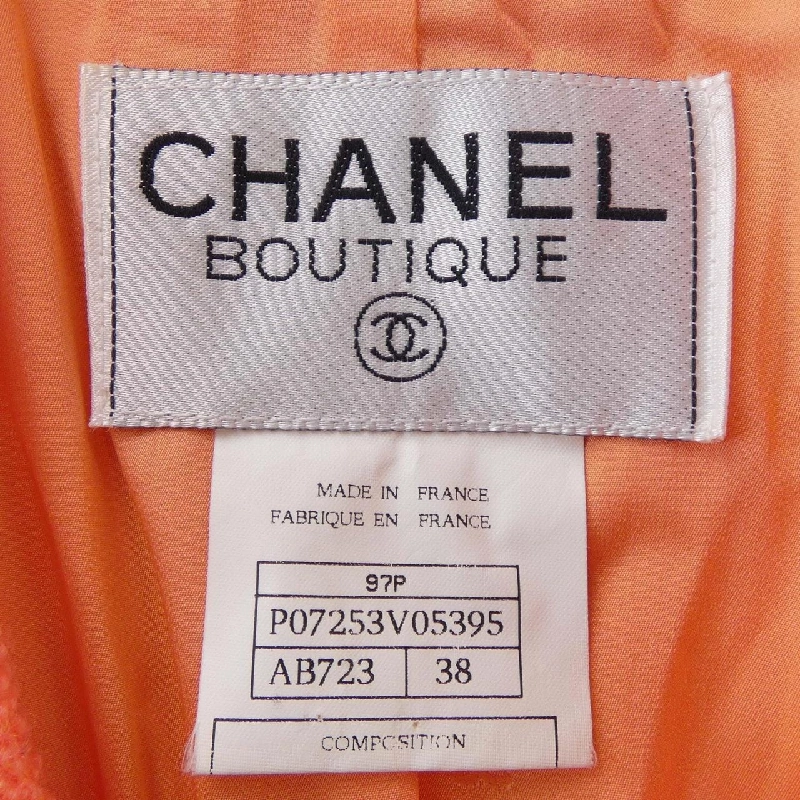 CHANEL
BOUTIQUE
MADE IN FRANCE
FABRIQUE EN FRANCE
97P
P07253V05395
AB723 38
COMPOSITION